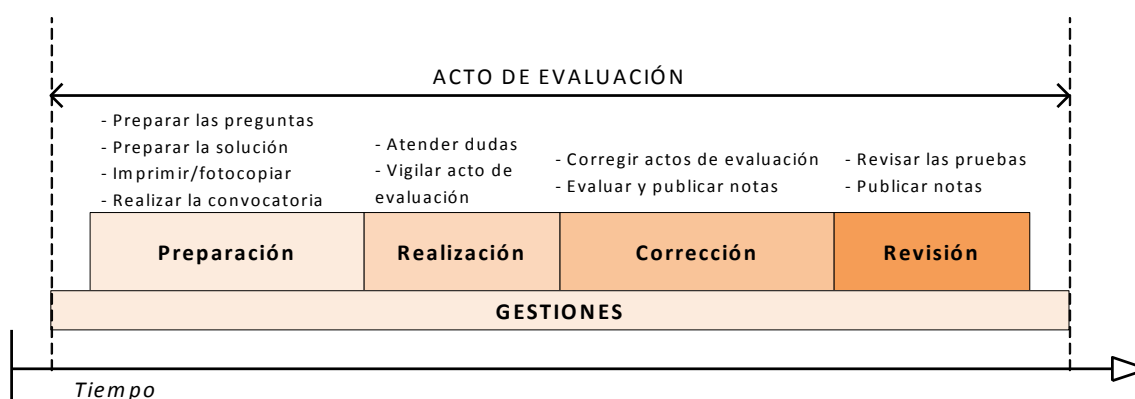 ACTO DE EVALUACIÓN
- Preparar las preguntas
- Preparar la solución
- Imprimir/fotocopiar
- Realizar la convocatoria
- Atender dudas
- Vigilar acto de
evaluación
- Corregir actos de evaluación
- Evaluar y publicar notas
- Revisar las pruebas
- Publicar notas
Preparación
Realización
Corrección
Revisión
GESTIONES
Tiempo